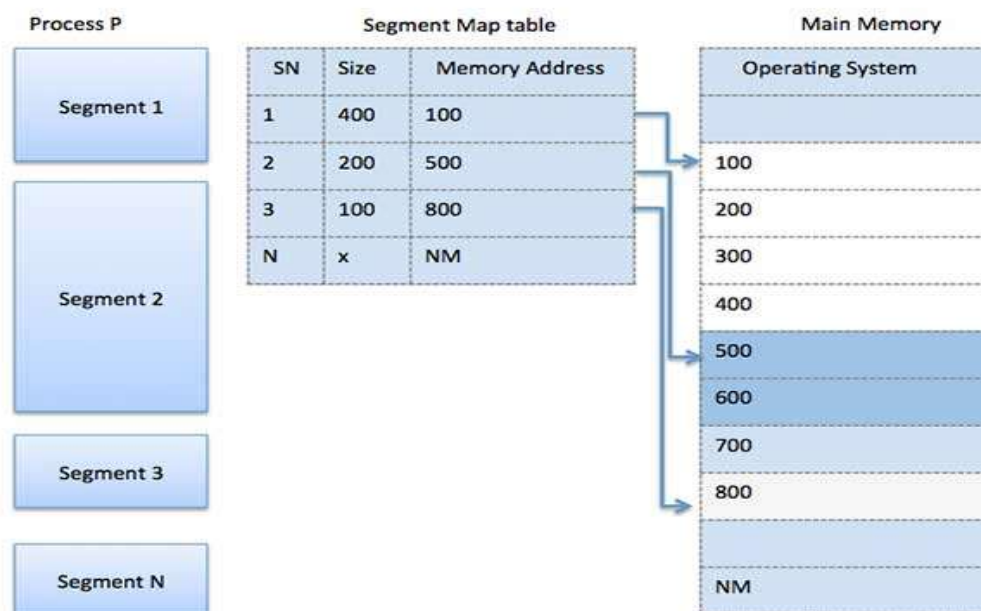 Process P
Segment 1
Segment 2
Segment 3
Segment N
Segment Map table
SN Size Memory Address
1 400 100
2 200 500
3 100 800
N x NM
Main Memory
Operating System
100
200
300
400
500
600
700
800
NM